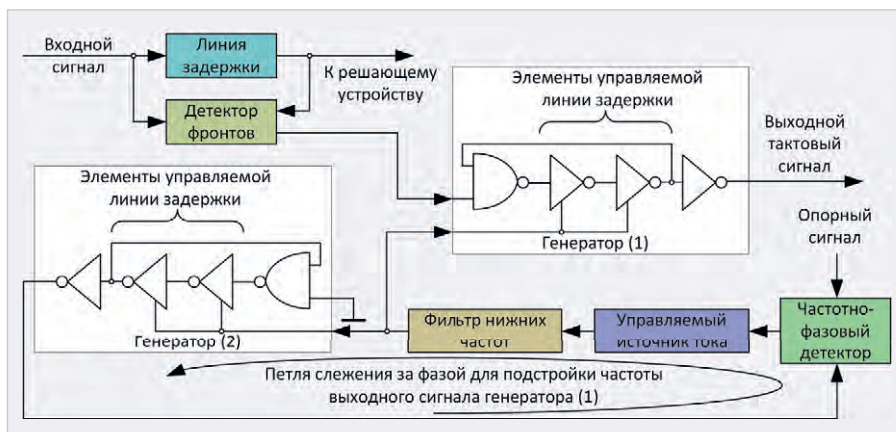 Входной
сигнал
Линия
задержки
К решающему
устройству
Детектор
фронтов
Элементы управляемой
линии задержки
Выходной
тактовый
сигнал
Генератор (1)
Элементы управляемой
линии задержки
Генератор (2)
Опорный
сигнал
Фильтр нижних
частот
Управляемый
источник тока
Частотно-
фазовый
детектор
Петля слежения за фазой для подстройки частоты
выходного сигнала генератора (1)